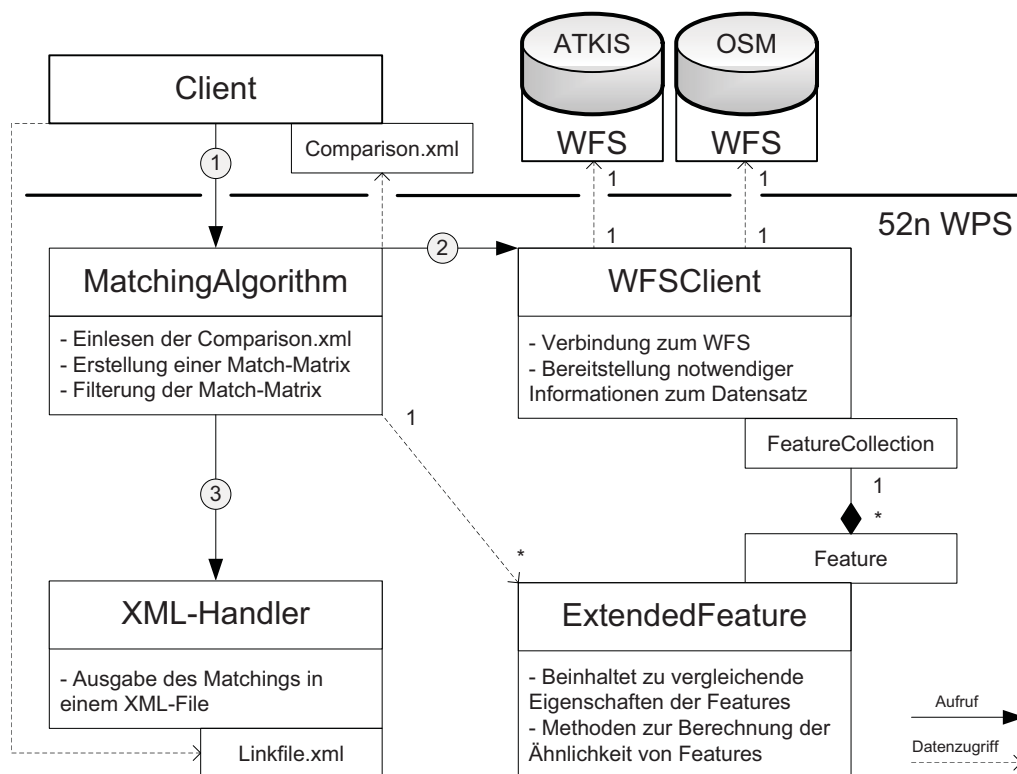 ATKIS
OSM
WFS
WFS
Client
Comparison.xml
1
1
1
52n WPS
1
1
2
MatchingAlgorithm
- Einlesen der Comparison.xml
- Erstellung einer Match-Matrix
- Filterung der Match-Matrix
WFSClient
- Verbindung zum WFS
- Bereitstellung notwendiger
Informationen zum Datensatz
1
FeatureCollection
1
*
3
Feature
*
XML-Handler
- Ausgabe des Matchings in
einem XML-File
Linkfile.xml
ExtendedFeature
- Beinhaltet zu vergleichende
Eigenschaften der Features
- Methoden zur Berechnung der
Ähnlichkeit von Features
Aufruf
Datenzugriff